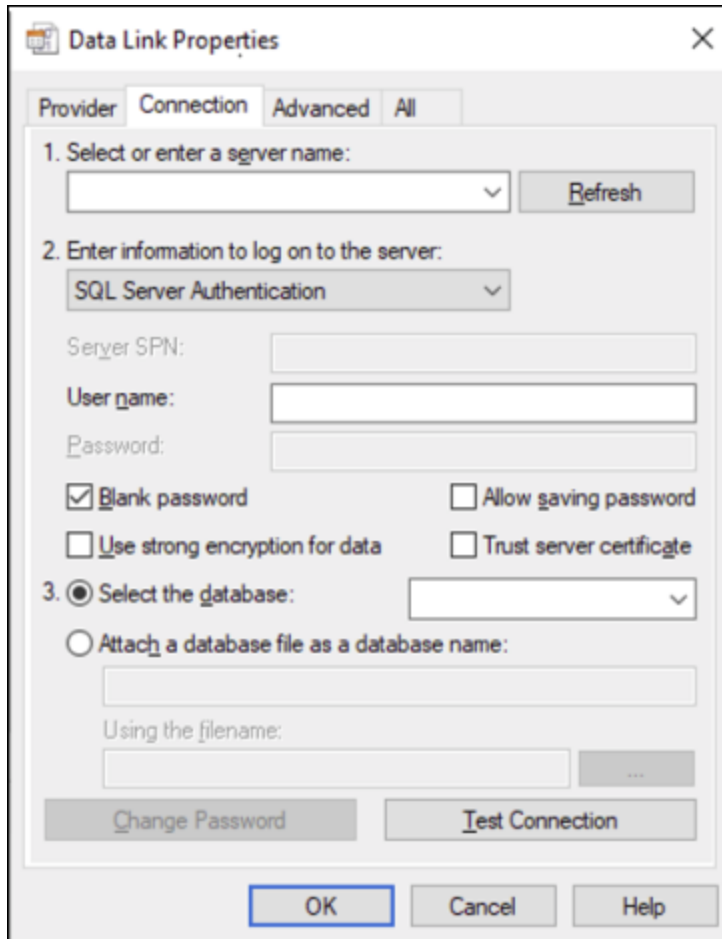 Data Link Properties
Provider Connection Advanced All
1. Select or enter a server name:
Refresh
2. Enter information to log on to the server:
SQL Server Authentication
Server SPN:
User name:
Password:
Blank password Allow saving password
Use strong encryption for data Trust server certificate
3. Select the database:
Attach a database file as a database name:
Using the filename:
...
Change Password Test Connection
OK Cancel Help